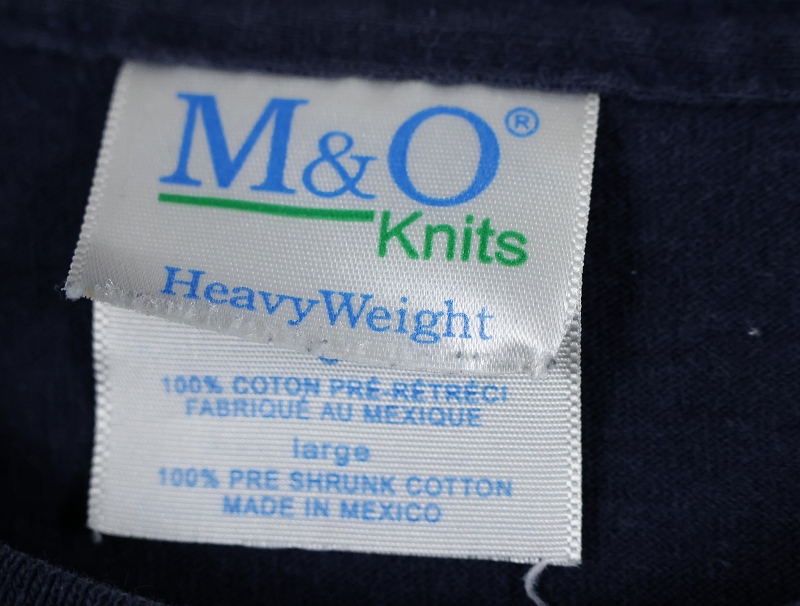 M&O®
Knits
HeavyWeight
100% COTON PRÉ-RÉTRÉCI
FABRIQUÉ AU MEXIQUE
large
100% PRE SHRUNK COTTON
MADE IN MEXICO